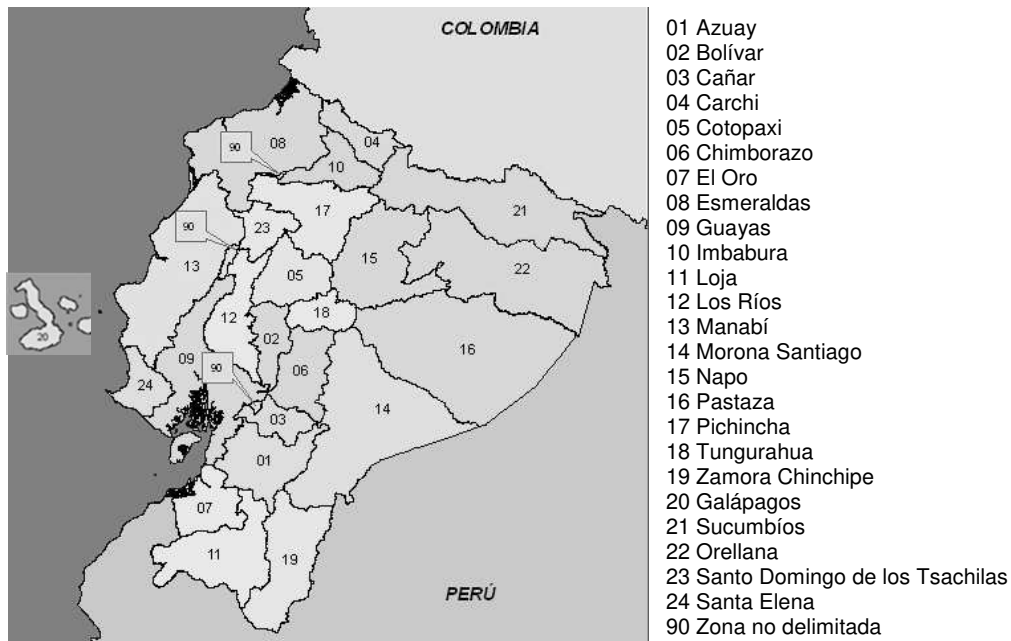 COLOMBIA
08
04
90
10
21
17
23
90
15
22
13
05
20
12
18
16
02
09
90
06
24
14
03
01
07
11
19
PERÚ
01 Azuay
02 Bolívar
03 Cañar
04 Carchi
05 Cotopaxi
06 Chimborazo
07 El Oro
08 Esmeraldas
09 Guayas
10 Imbabura
11 Loja
12 Los Ríos
13 Manabí
14 Morona Santiago
15 Napo
16 Pastaza
17 Pichincha
18 Tungurahua
19 Zamora Chinchipe
20 Galápagos
21 Sucumbíos
22 Orellana
23 Santo Domingo de los Tsachilas
24 Santa Elena
90 Zona no delimitada